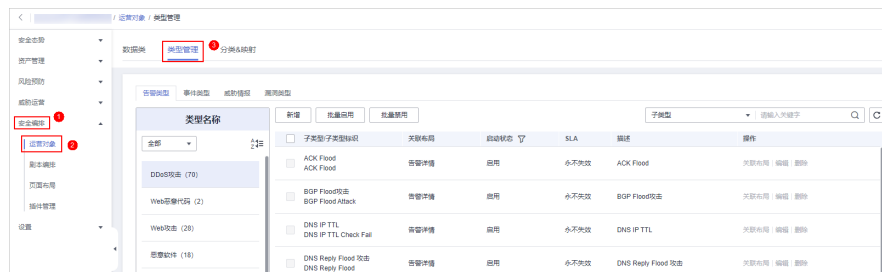 / 运营对象 / 类型管理
安全态势
资产管理
风险预防
威胁运营
安全编排 1
运营对象 2
剧本编排
页面布局
插件管理
设置
数据类 类型管理 3 分类&映射
告警类型 事件类型 威胁情报 漏洞类型
类型名称
全部
DDoS攻击 (70)
Web恶意代码 (2)
Web攻击 (28)
恶意软件 (18)
新增 批量启用 批量禁用 子类型 请输入关键字
子类型/子类型标识 关联布局 启动状态 SLA 描述 操作
ACK Flood
ACK Flood 告警详情 启用 永不失效 ACK Flood 关联布局 编辑 删除
BGP Flood攻击
BGP Flood Attack 告警详情 启用 永不失效 BGP Flood攻击 关联布局 编辑 删除
DNS IP TTL
DNS IP TTL Check Fail 告警详情 启用 永不失效 DNS IP TTL 关联布局 编辑 删除
DNS Reply Flood 攻击
DNS Reply Flood 告警详情 启用 永不失效 DNS Reply Flood 攻击 关联布局 编辑 删除